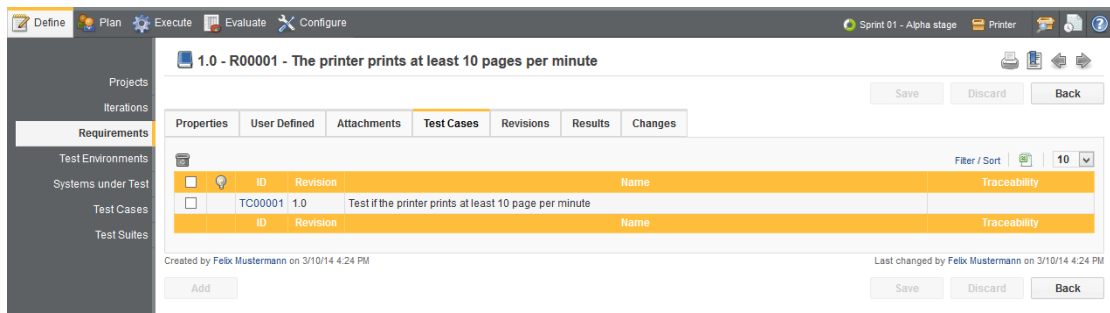 Define Plan Execute Evaluate Configure Sprint 01 - Alpha stage Printer
1.0 - R00001 - The printer prints at least 10 pages per minute
Projects
Iterations
Requirements
Test Environments
Systems under Test
Test Cases
Test Suites
Save Discard Back
Properties User Defined Attachments Test Cases Revisions Results Changes
Filter / Sort 10
ID Revision Name Traceability
TC00001 1.0 Test if the printer prints at least 10 page per minute
ID Revision Name Traceability
Created by Felix Mustermann on 3/10/14 4:24 PM Last changed by Felix Mustermann on 3/10/14 4:24 PM
Add Save Discard Back